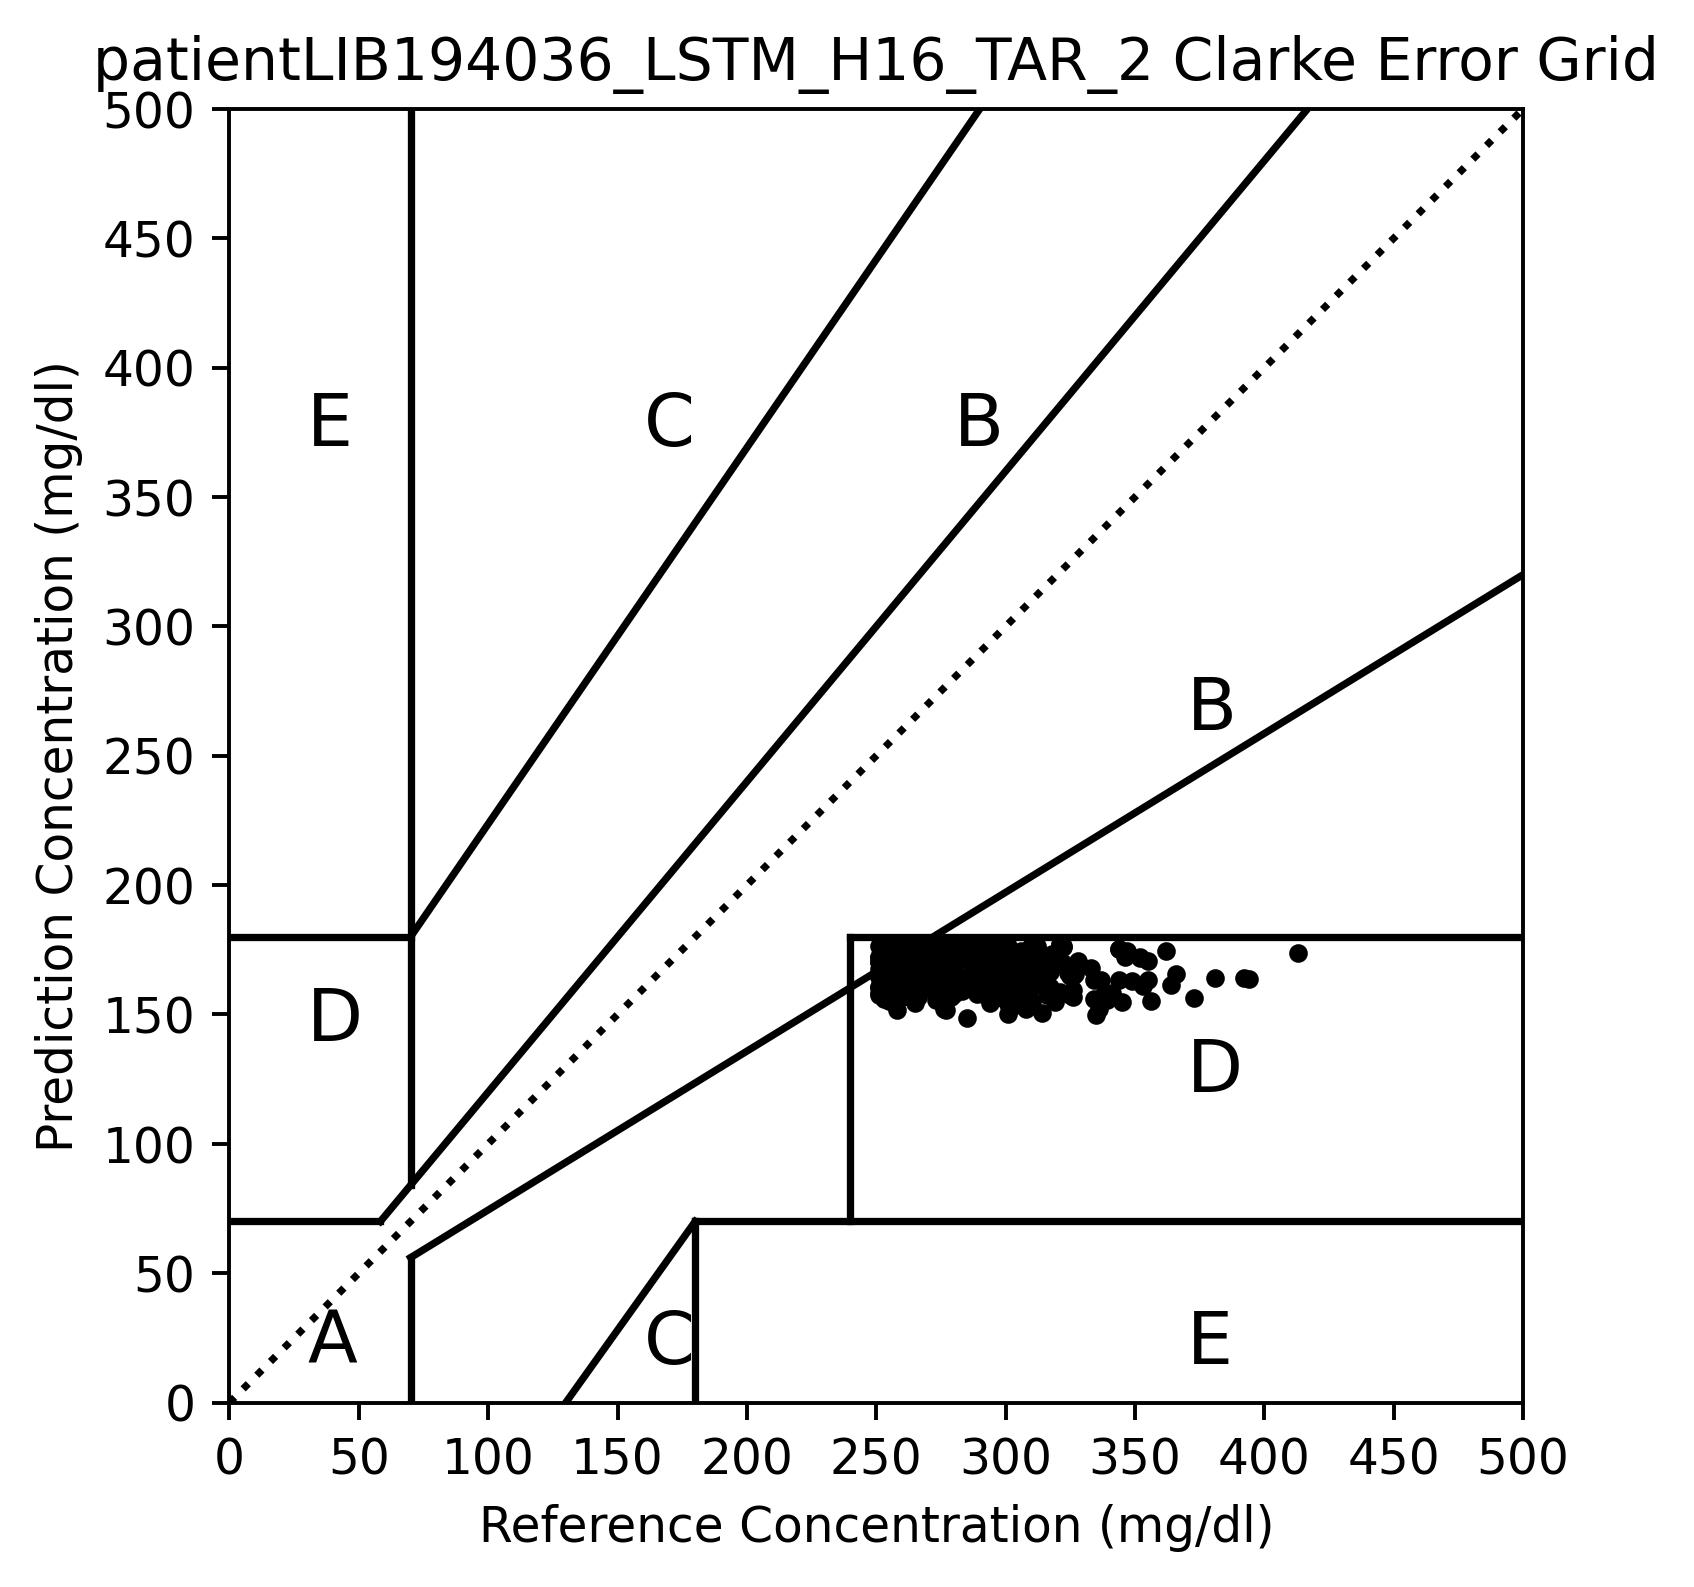 patientLIB194036_LSTM_H16_TAR_2 Clarke Error Grid
500
450
400
350
300
250
200
150
100
50
0
Prediction Concentration (mg/dl)
E
C
B
B
D
D
A
C
E
0 50 100 150 200 250 300 350 400 450 500
Reference Concentration (mg/dl)